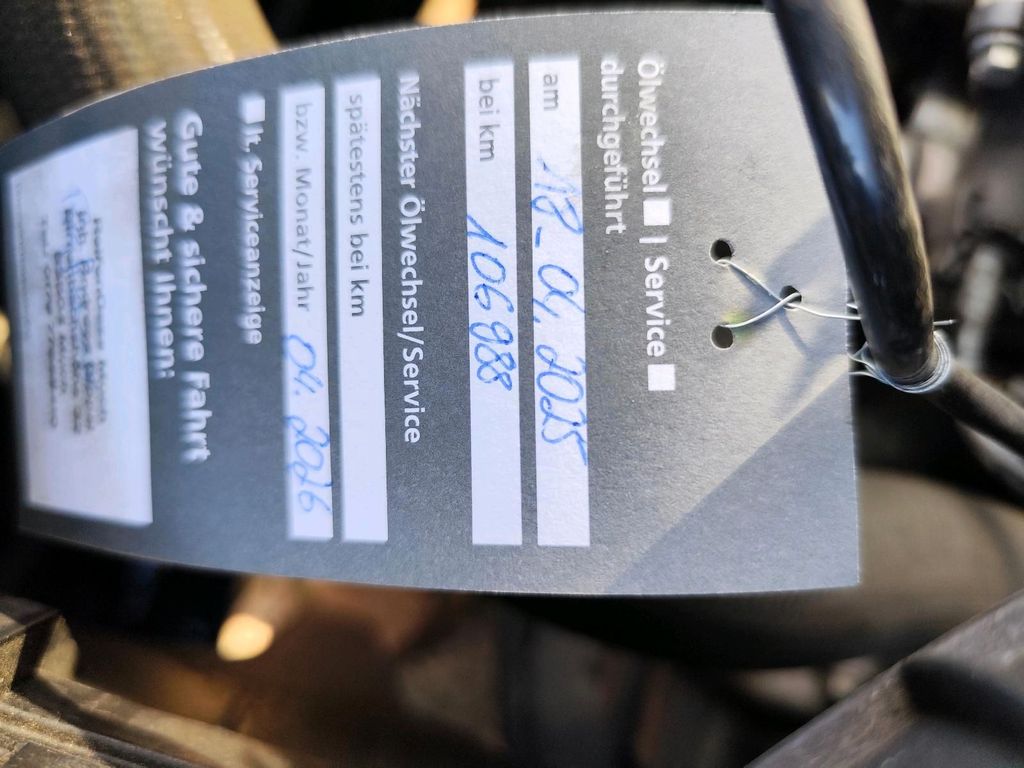 Ölwechsel | Service
durchgeführt
am 18.04.2025
bei km 106988
Nächster Ölwechsel/Service
spätestens bei km
bzw. Monat/Jahr 04.2026
lt. Serviceanzeige
Gute & sichere Fahrt
wünscht Ihnen: